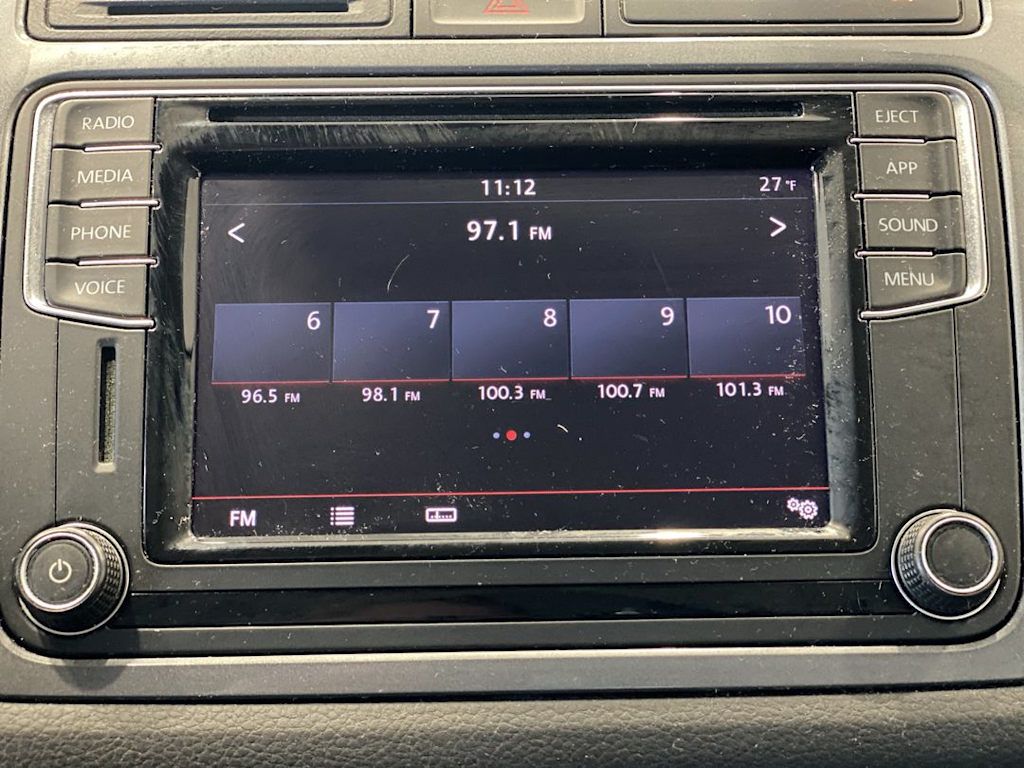 RADIO
MEDIA
PHONE
VOICE
EJECT
APP
SOUND
MENU
11:12 27 °F
< 97.1 FM >
6 7 8 9 10
96.5 FM 98.1 FM 100.3 FM 100.7 FM 101.3 FM
FM